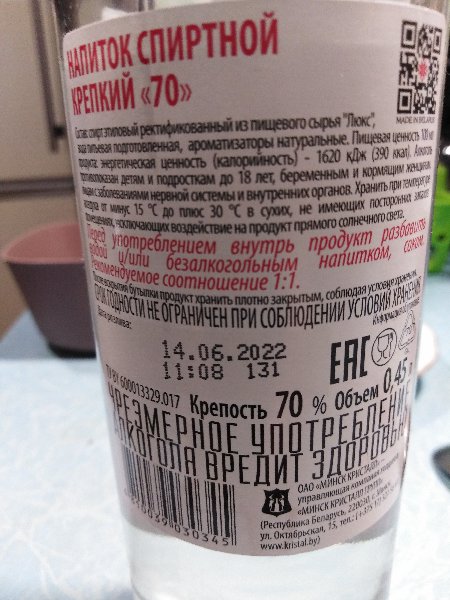 НАПИТОК СПИРТНОЙ
КРЕПКИЙ «70»
MADE IN BELARUS
Состав: спирт этиловый ректификованный из пищевого сырья "Люкс",
вода питьевая подготовленная, ароматизаторы натуральные. Пищевая ценность 100 мл
продукта: энергетическая ценность (калорийность) - 1620 кДж (390 ккал). Алкоголь
противопоказан детям и подросткам до 18 лет, беременным и кормящим женщинам,
лицам с заболеваниями нервной системы и внутренних органов. Хранить при температуре
воздуха от минус 15 °С до плюс 30 °С в сухих, не имеющих посторонних запахов
помещениях, исключающих воздействие на продукт прямого солнечного света.
Перед употреблением внутрь продукт разбавить
водой и/или безалкогольным напитком, соком.
Рекомендуемое соотношение 1:1.
После вскрытия бутылки продукт хранить плотно закрытым, соблюдая условия хранения.
СРОК ГОДНОСТИ НЕ ОГРАНИЧЕН ПРИ СОБЛЮДЕНИИ УСЛОВИЙ ХРАНЕНИЯ
Дата розлива:
14.06.2022
11:08 131
EAC
ТУ BY 600013329.017
Крепость 70 % Объем 0,45 л
ЧРЕЗМЕРНОЕ УПОТРЕБЛЕНИЕ
АЛКОГОЛЯ ВРЕДИТ ЗДОРОВЬЮ
ОАО «МИНСК КРИСТАЛЛ» -
управляющая компания холдинга
«МИНСК КРИСТАЛЛ ГРУПП»
(Республика Беларусь, 220030, г. Минск,
ул. Октябрьская, 15, тел.:
www.kristal.by)